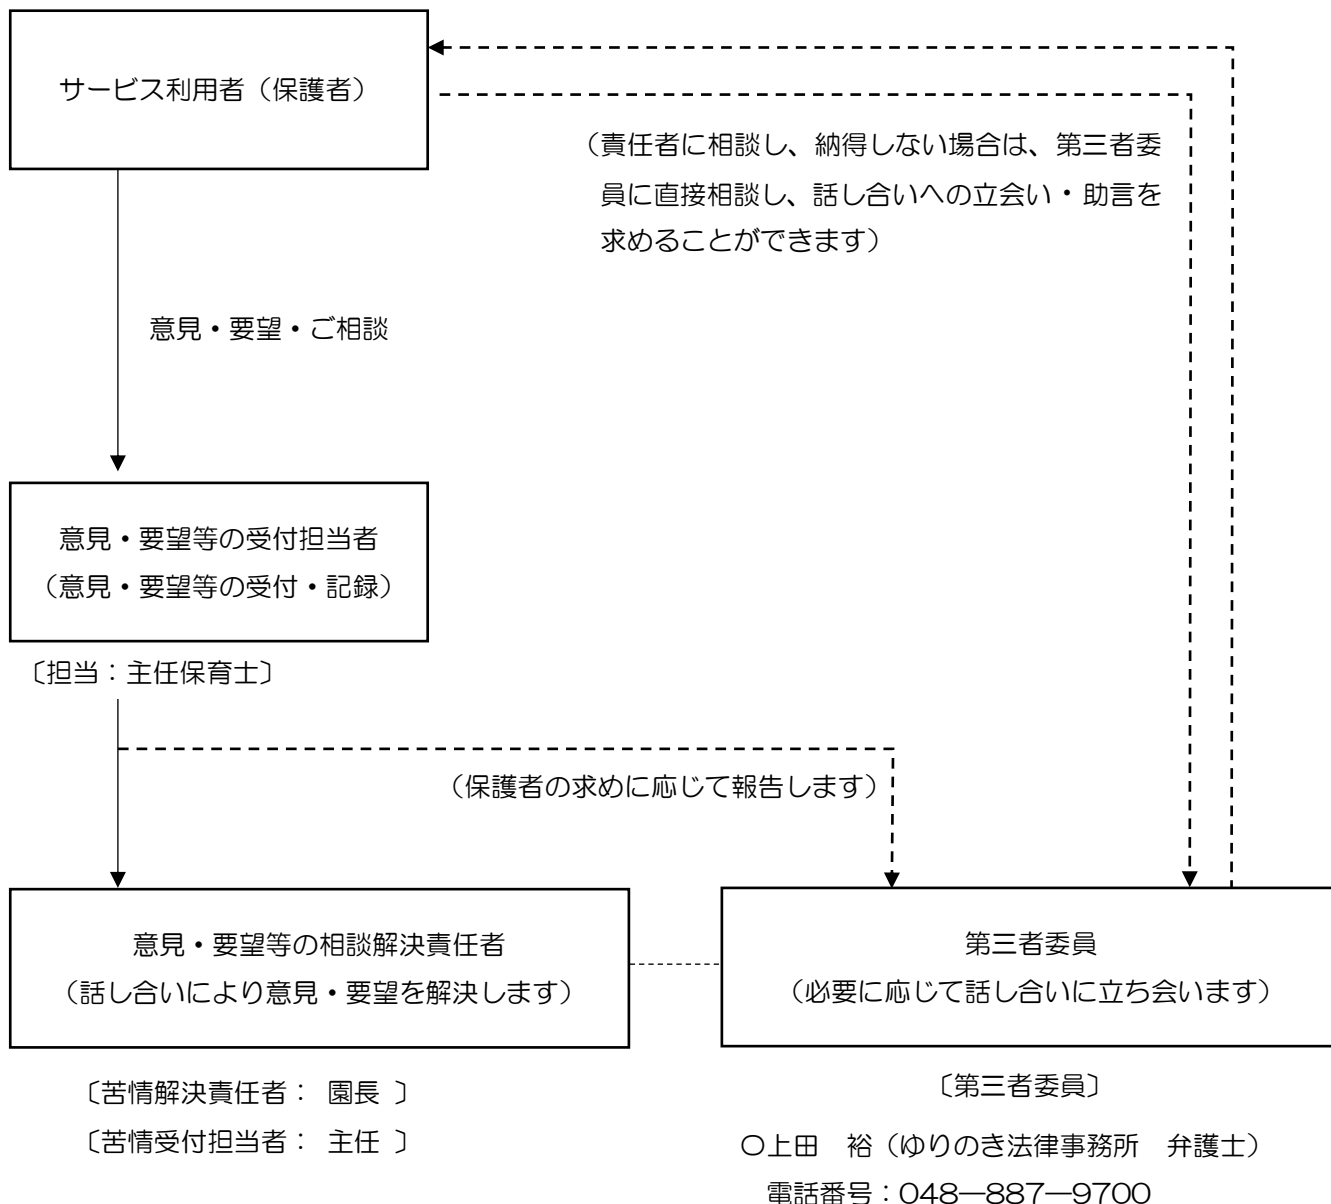 サービス利用者（保護者）
（責任者に相談し、納得しない場合は、第三者委
員に直接相談し、話し合いへの立会い・助言を
求めることができます）
意見・要望・ご相談
意見・要望等の受付担当者
（意見・要望等の受付・記録）
〔担当：主任保育士〕
（保護者の求めに応じて報告します）
意見・要望等の相談解決責任者
（話し合いにより意見・要望を解決します）
第三者委員
（必要に応じて話し合いに立ち会います）
〔苦情解決責任者： 園長 〕
〔苦情受付担当者： 主任 〕
〔第三者委員〕
〇上田　裕（ゆりのき法律事務所　弁護士）
電話番号：048―887―9700